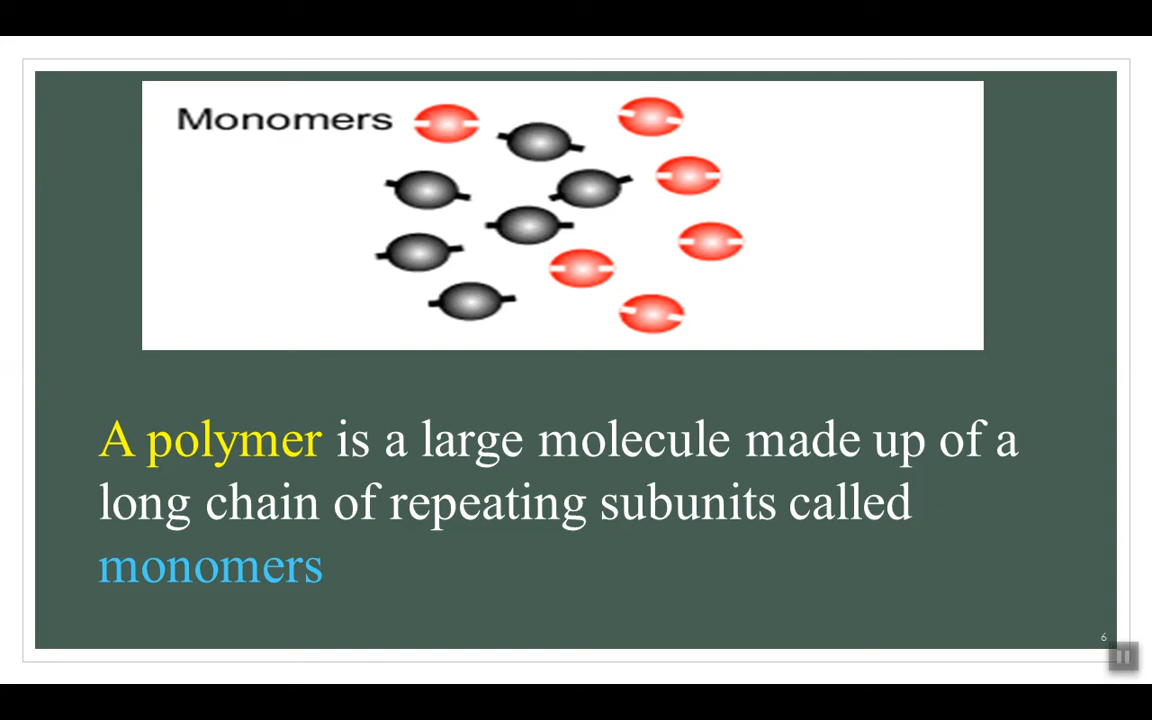 Monomers
A polymer is a large molecule made up of a
long chain of repeating subunits called
monomers
6